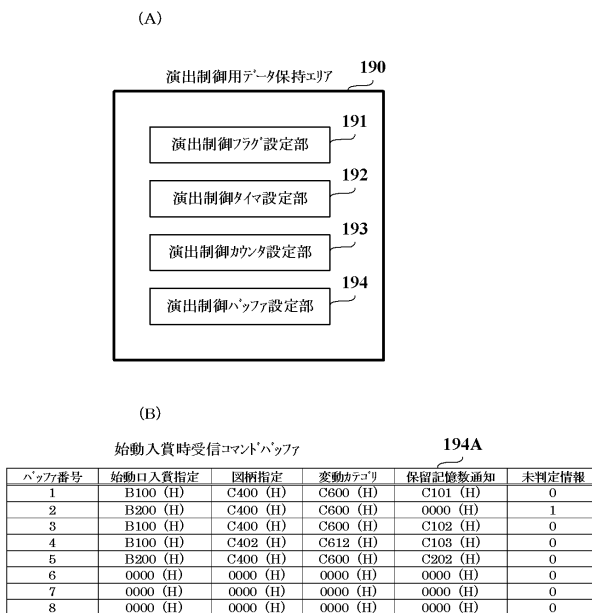 (A)
演出制御用データ保持エリア 190
演出制御フラグ設定部 191
演出制御タイマ設定部 192
演出制御カウンタ設定部 193
演出制御バッファ設定部 194
(B)
始動入賞時受信コマンドバッファ 194A
バッファ番号 始動口入賞指定 図柄指定 変動カテゴリ 保留記憶数通知 未判定情報
1 B100 (H) C400 (H) C600 (H) C101 (H) 0
2 B200 (H) C400 (H) C600 (H) 0000 (H) 1
3 B100 (H) C400 (H) C600 (H) C102 (H) 0
4 B100 (H) C402 (H) C612 (H) C103 (H) 0
5 B200 (H) C400 (H) C600 (H) C202 (H) 0
6 0000 (H) 0000 (H) 0000 (H) 0000 (H) 0
7 0000 (H) 0000 (H) 0000 (H) 0000 (H) 0
8 0000 (H) 0000 (H) 0000 (H) 0000 (H) 0